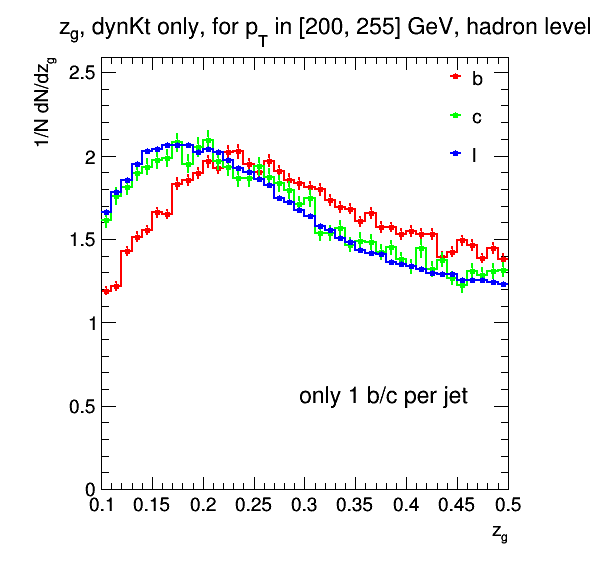 z_g, dynKt only, for p_T in [200, 255] GeV, hadron level
1/N dN/dz_g
2.5
2
1.5
1
0.5
0
b
c
l
only 1 b/c per jet
0.1 0.15 0.2 0.25 0.3 0.35 0.4 0.45 0.5
z_g